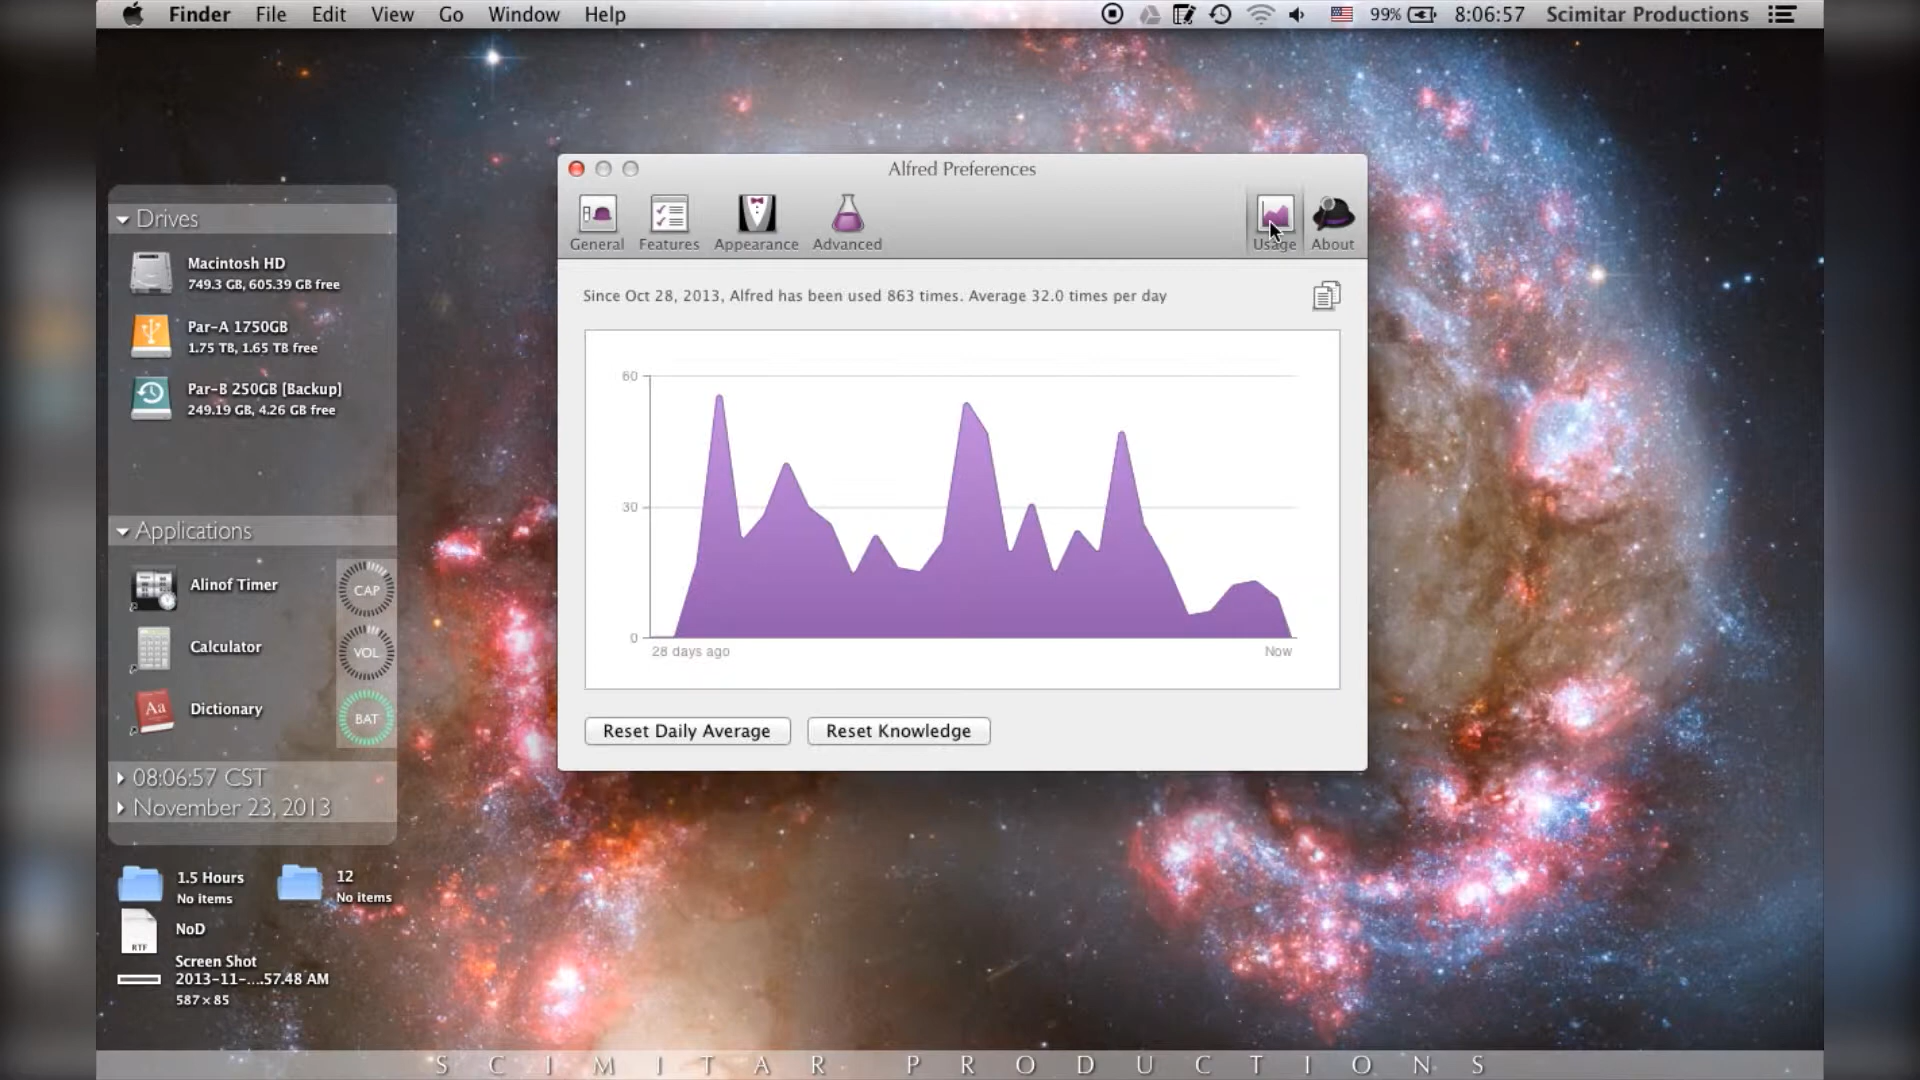 Finder File Edit View Go Window Help 99% 8:06:57 Scimitar Productions
Drives
Macintosh HD
749.3 GB, 605.39 GB free
Par-A 1750GB
1.75 TB, 1.65 TB free
Par-B 250GB [Backup]
249.19 GB, 4.26 GB free
Applications
Alinof Timer
CAP
Calculator
VOL
Aa
Dictionary
BAT
08:06:57 CST
November 23, 2013
1.5 Hours
No items
12
No items
NoD
RTF
Screen Shot
2013-11-...57.48 AM
587 × 85
Alfred Preferences
General Features Appearance Advanced Usage About
Since Oct 28, 2013, Alfred has been used 863 times. Average 32.0 times per day
60
30
0
28 days ago Now
Reset Daily Average Reset Knowledge
SCIMITAR PRODUCTIONS